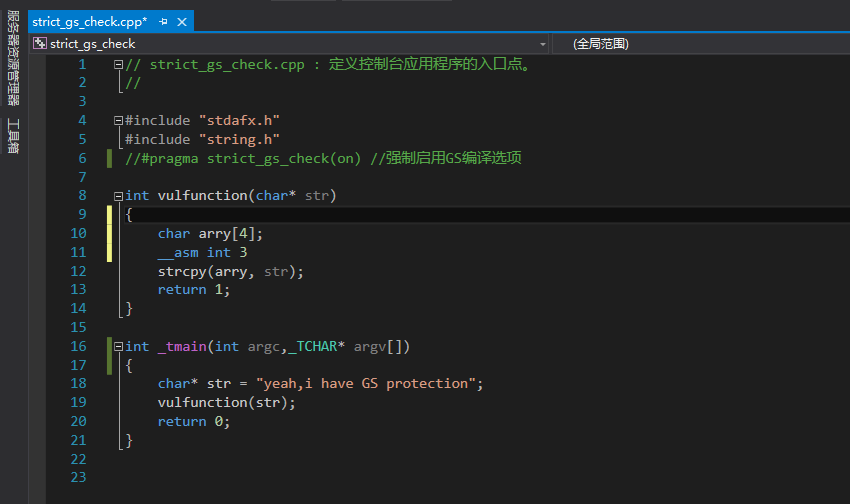 服务器资源管理器
工具箱
strict_gs_check.cpp*
strict_gs_check
(全局范围)
1 // strict_gs_check.cpp : 定义控制台应用程序的入口点。
2 //
3
4 #include "stdafx.h"
5 #include "string.h"
6 //#pragma strict_gs_check(on) //强制启用GS编译选项
7
8 int vulfunction(char* str)
9 {
10 char arry[4];
11 __asm int 3
12 strcpy(arry, str);
13 return 1;
14 }
15
16 int _tmain(int argc,_TCHAR* argv[])
17 {
18 char* str = "yeah,i have GS protection";
19 vulfunction(str);
20 return 0;
21 }
22
23